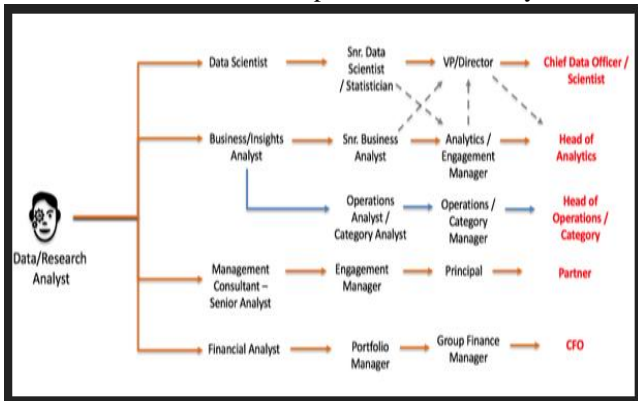 Data Scientist
Snr. Data
Scientist
/ Statistician
VP/Director
Chief Data Officer /
Scientist
Business/Insights
Analyst
Snr. Business
Analyst
Analytics /
Engagement
Manager
Head of
Analytics
Operations
Analyst /
Category Analyst
Operations /
Category
Manager
Head of
Operations /
Category
Data/Research
Analyst
Management
Consultant –
Senior Analyst
Engagement
Manager
Principal
Partner
Financial Analyst
Portfolio
Manager
Group Finance
Manager
CFO